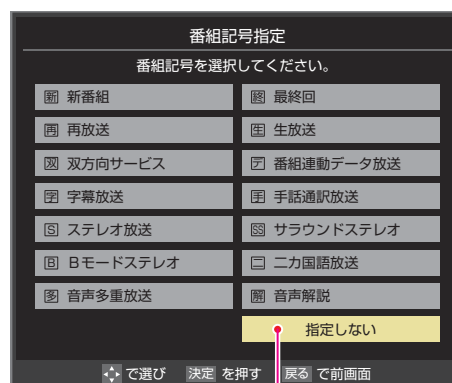 番組記号指定
番組記号を選択してください。
新 新番組
終 最終回
再 再放送
生 生放送
双 双方向サービス
デ 番組連動データ放送
字 字幕放送
手 手話通訳放送
S ステレオ放送
SS サラウンドステレオ
B Bモードステレオ
二 二カ国語放送
多 音声多重放送
解 音声解説
指定しない
で選び 決定 を押す 戻る で前画面